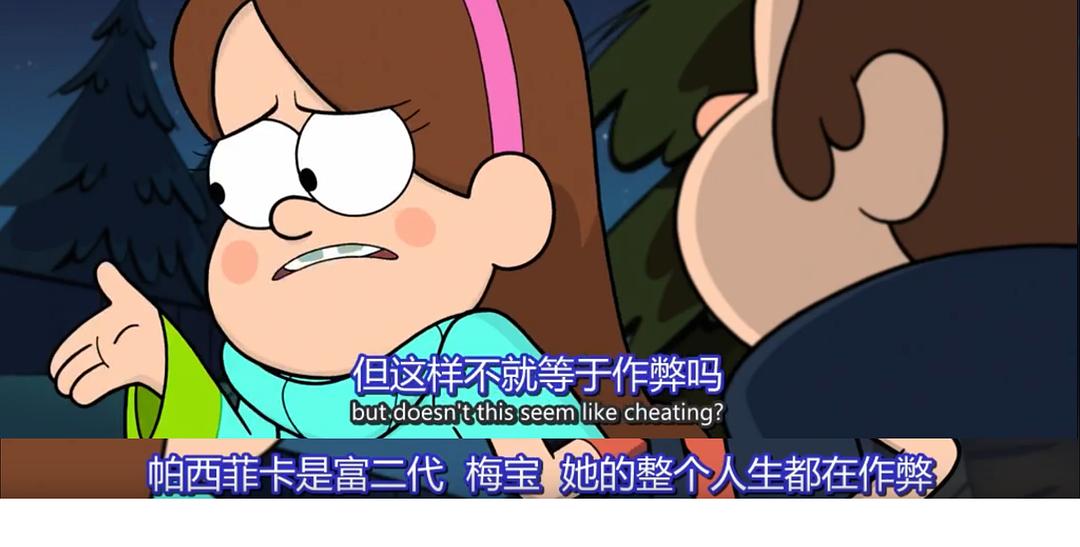 但这样不就等于作弊吗
but doesn't this seem like cheating?
帕西菲卡是富二代 梅宝 她的整个人生都在作弊